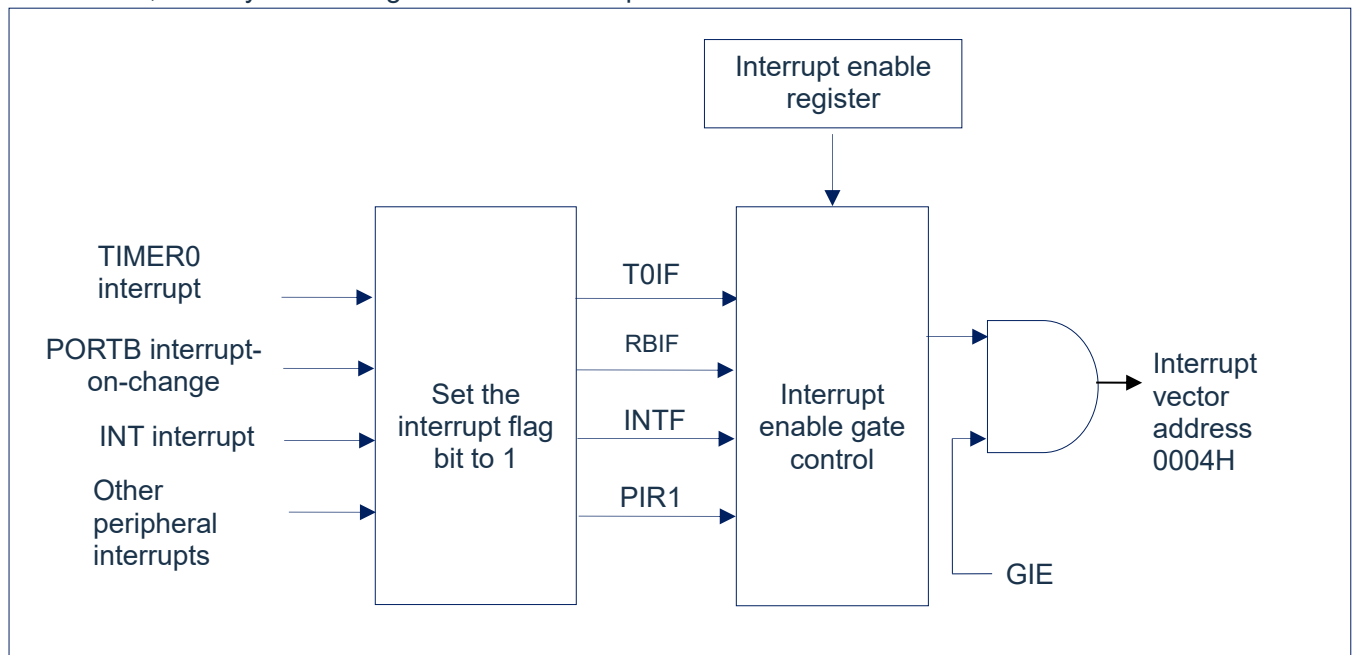 Interrupt enable
register
TIMER0
interrupt
T0IF
PORTB interrupt-
on-change
RBIF
Set the
interrupt flag
bit to 1
Interrupt
enable gate
control
Interrupt
vector
address
0004H
INT interrupt
INTF
Other
peripheral
interrupts
PIR1
GIE